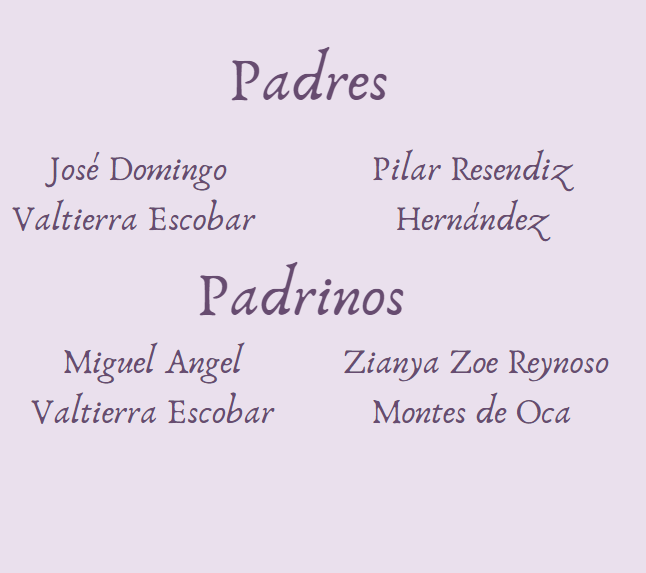 Padres
José Domingo
Valtierra Escobar
Pilar Resendiz
Hernández
Padrinos
Miguel Angel
Valtierra Escobar
Zianya Zoe Reynoso
Montes de Oca